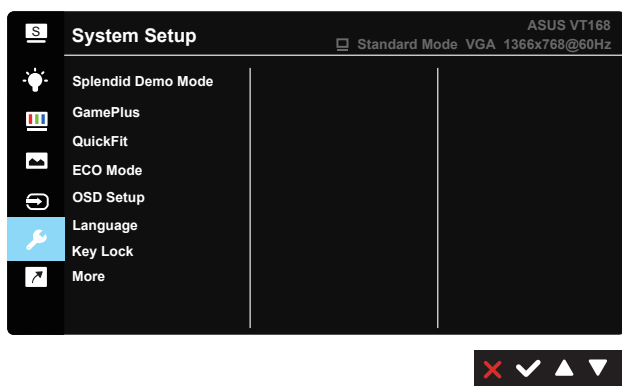 S
System Setup
ASUS VT168
Standard Mode VGA 1366x768@60Hz
Splendid Demo Mode
GamePlus
QuickFit
ECO Mode
OSD Setup
Language
Key Lock
More